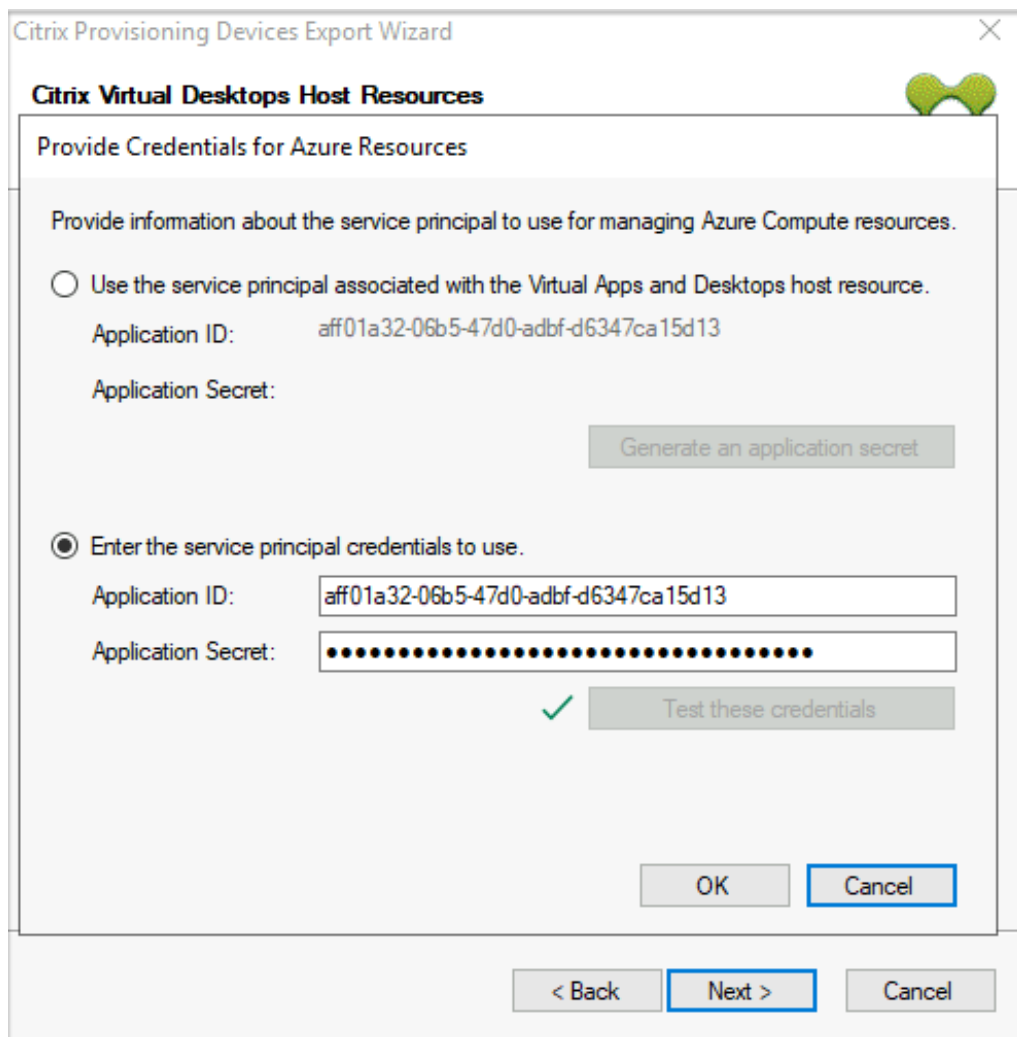 Citrix Provisioning Devices Export Wizard
Citrix Virtual Desktops Host Resources
Provide Credentials for Azure Resources
Provide information about the service principal to use for managing Azure Compute resources.
Use the service principal associated with the Virtual Apps and Desktops host resource.
Application ID: aff01a32-06b5-47d0-adbf-d6347ca15d13
Application Secret:
Generate an application secret
Enter the service principal credentials to use.
Application ID: aff01a32-06b5-47d0-adbf-d6347ca15d13
Application Secret: ●●●●●●●●●●●●●●●●●●●●●●●●●●●●●●●●●●
Test these credentials
OK Cancel
< Back Next > Cancel